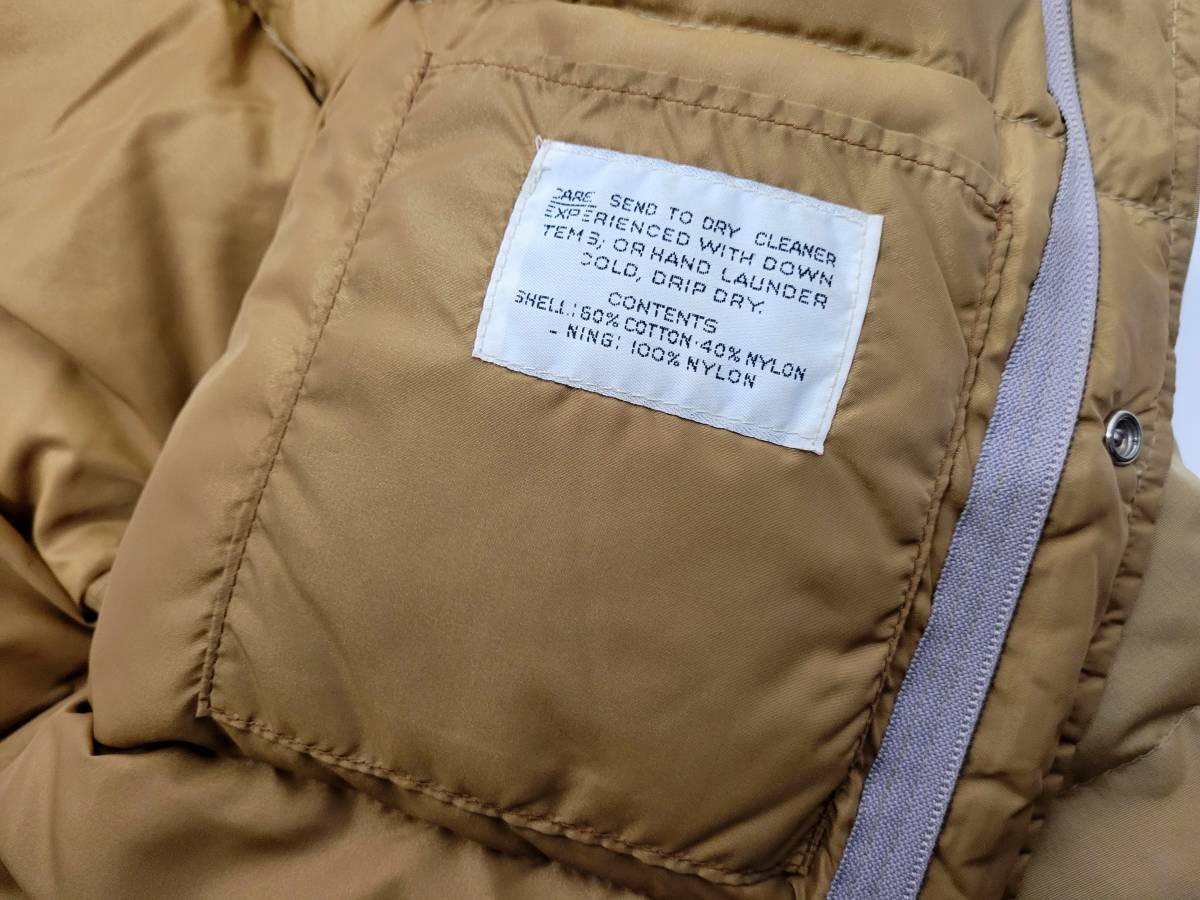 CARE: SEND TO DRY CLEANER
EXPERIENCED WITH DOWN
TEMS; OR HAND LAUNDER
COLD, DRIP DRY.
CONTENTS
SHELL: 60% COTTON·40% NYLON
NING: 100% NYLON